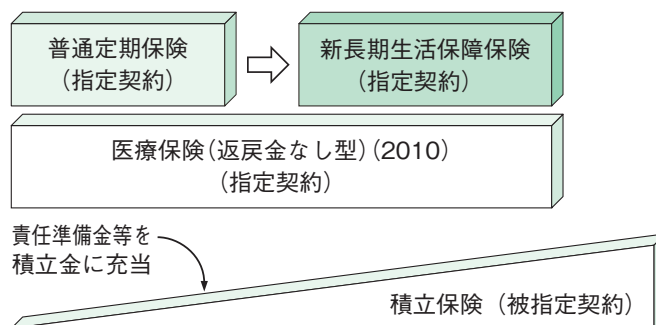 普通定期保険
(指定契約)
新長期生活保障保険
(指定契約)
医療保険(返戻金なし型)(2010)
(指定契約)
責任準備金等を
積立金に充当
積立保険(被指定契約)